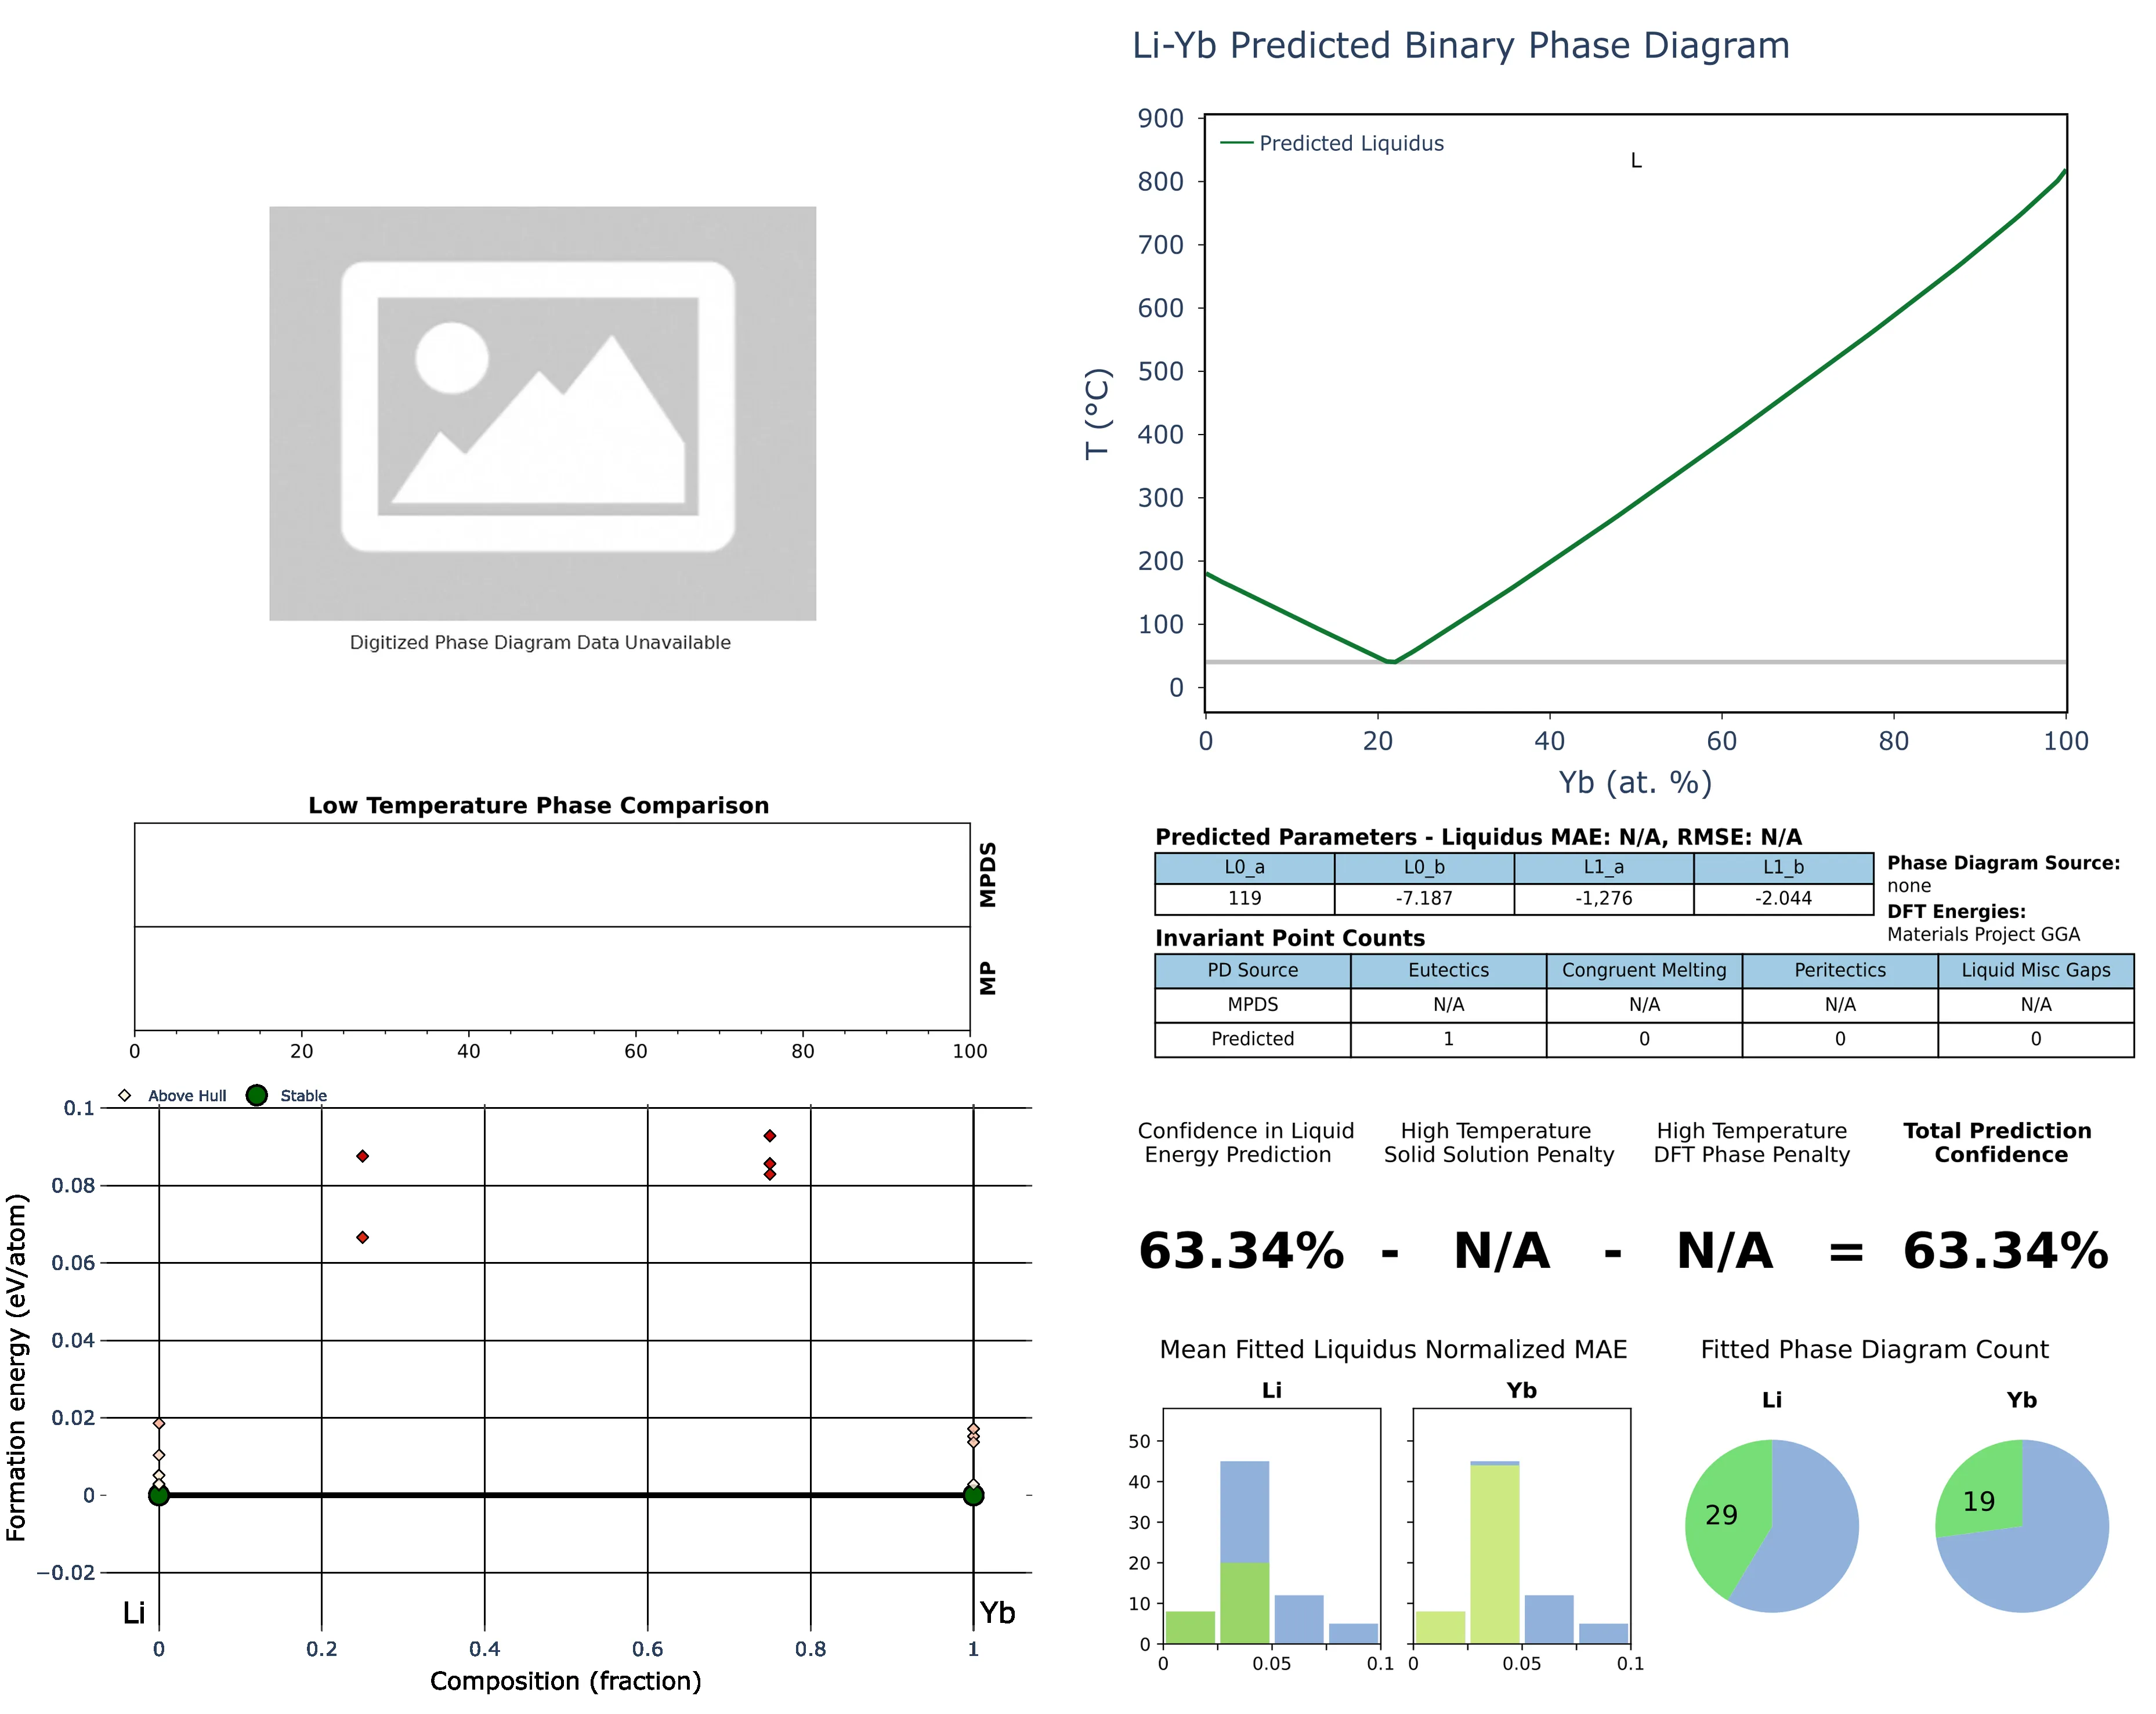 Li-Yb Predicted Binary Phase Diagram
Predicted Liquidus
L
900
800
700
600
500
400
300
200
100
0
T (°C)
0 20 40 60 80 100
Yb (at. %)
Digitized Phase Diagram Data Unavailable
Low Temperature Phase Comparison
MPDS
MP
0 20 40 60 80 100
Predicted Parameters - Liquidus MAE: N/A, RMSE: N/A
L0_a L0_b L1_a L1_b
119 -7.187 -1,276 -2.044
Phase Diagram Source:
none
DFT Energies:
Materials Project GGA
Invariant Point Counts
PD Source Eutectics Congruent Melting Peritectics Liquid Misc Gaps
MPDS N/A N/A N/A N/A
Predicted 1 0 0 0
Above Hull Stable
0.1
0.08
0.06
0.04
0.02
0
−0.02
Formation energy (eV/atom)
Li Yb
0 0.2 0.4 0.6 0.8 1
Composition (fraction)
Confidence in Liquid
Energy Prediction
High Temperature
Solid Solution Penalty
High Temperature
DFT Phase Penalty
Total Prediction
Confidence
63.34% - N/A - N/A = 63.34%
Mean Fitted Liquidus Normalized MAE
Li Yb
50
40
30
20
10
0
0 0.05 0.1 0 0.05 0.1
Fitted Phase Diagram Count
Li Yb
29 19